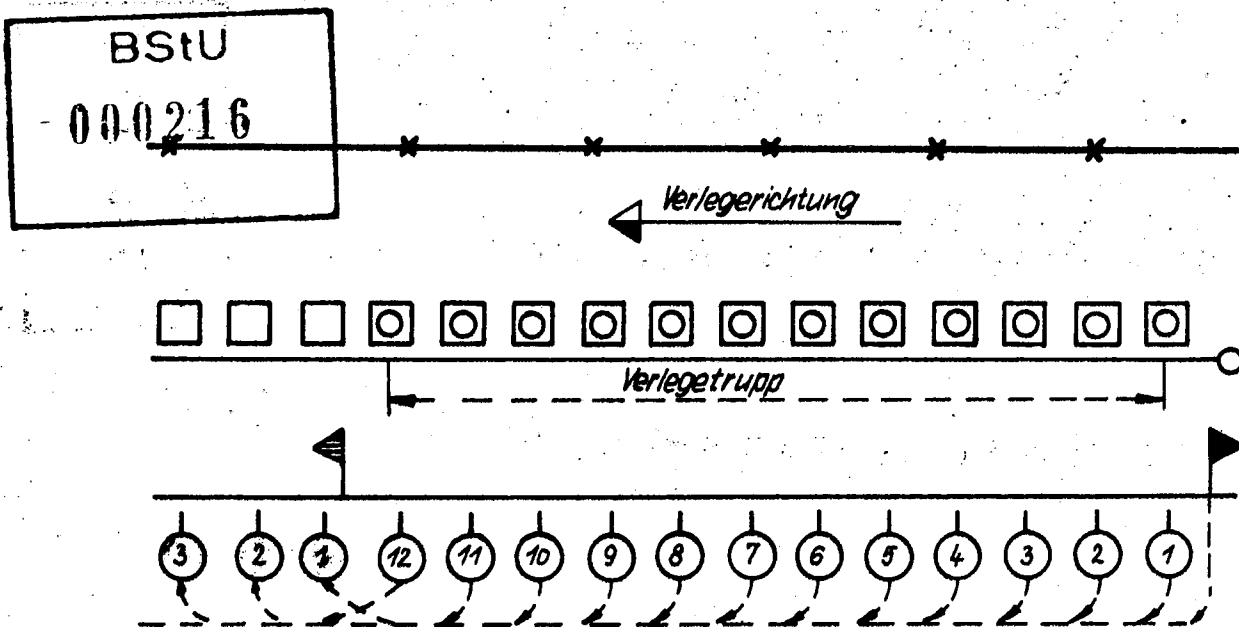 BStU
000216
Verlegerichtung
Verlegetrupp
3 2 1 12 11 10 9 8 7 6 5 4 3 2 1